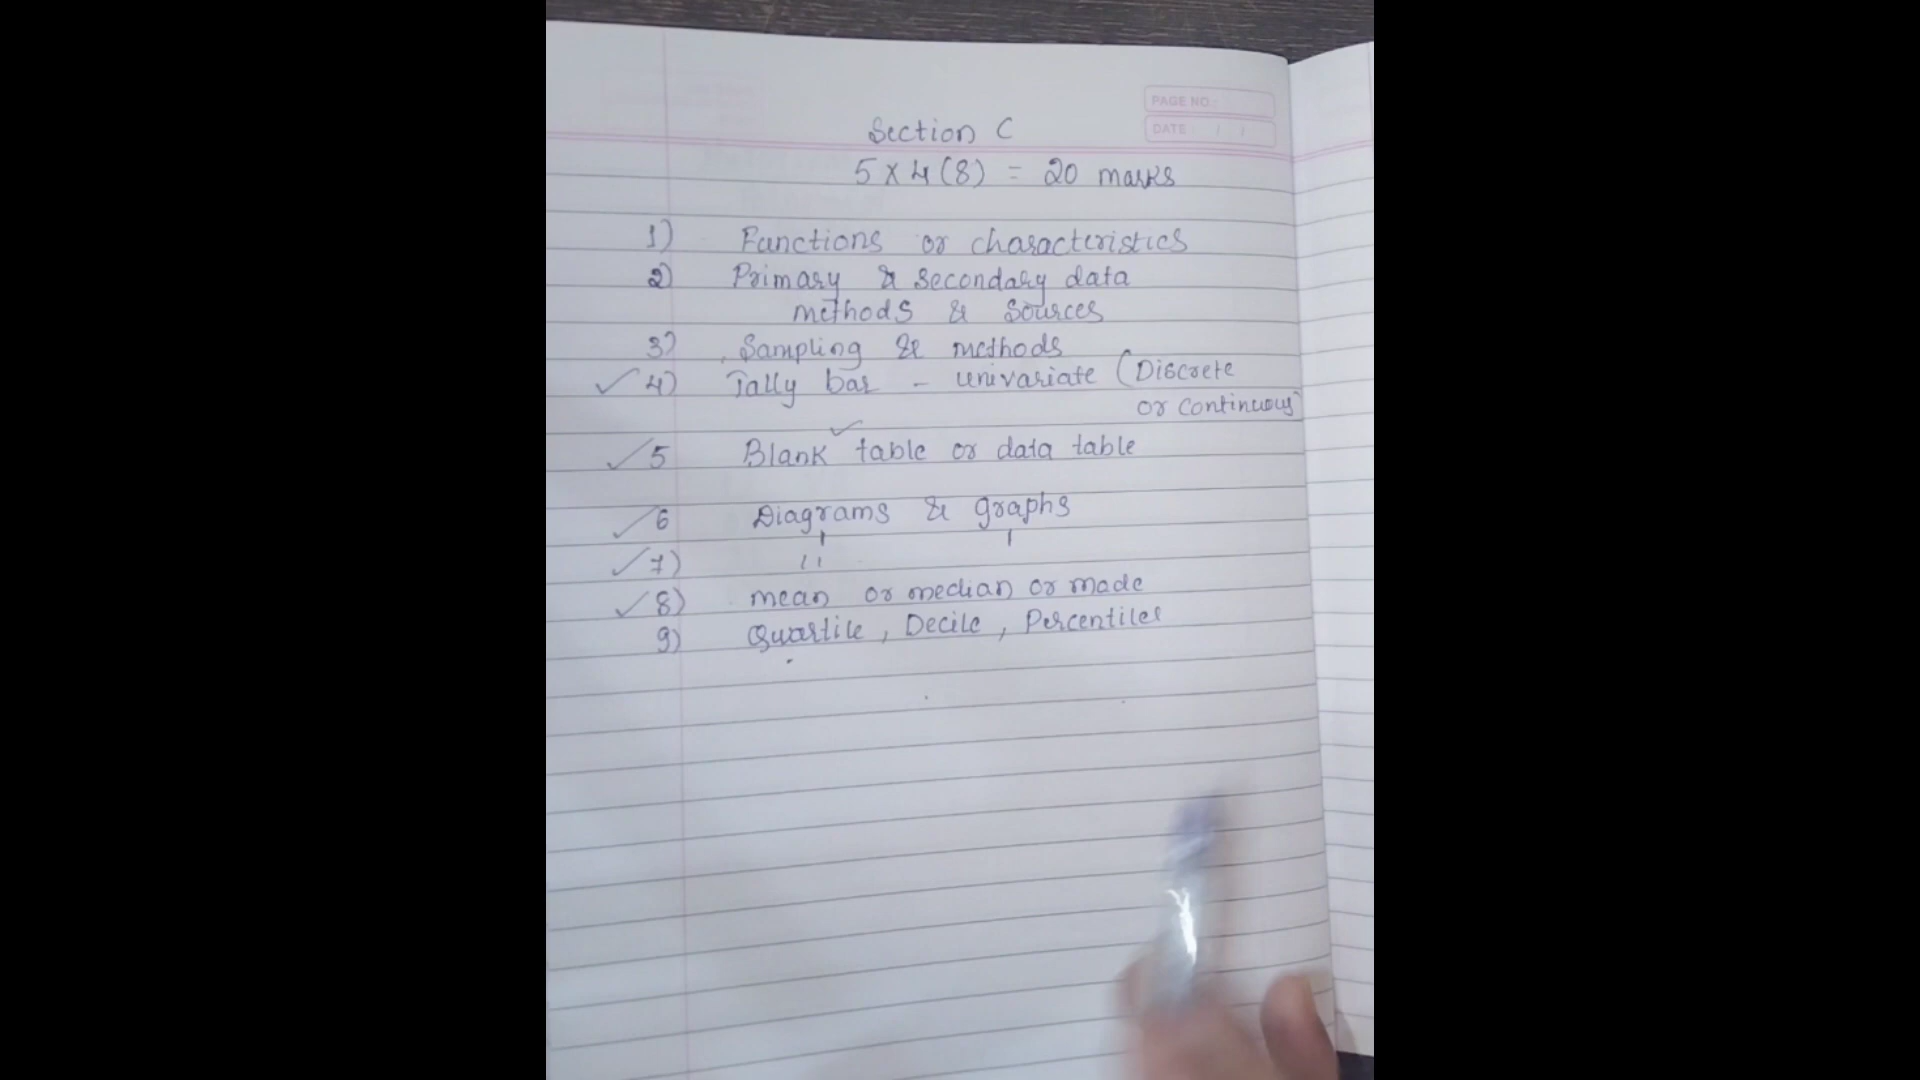 PAGE NO.:
DATE: / /
Section C
5 x 4 (8) = 20 marks
1) Functions or characteristics
2) Primary & Secondary data
methods & Sources
3) Sampling & methods
✓ 4) Tally bar - univariate (Discrete
or continuous)
✓ 5 Blank table or data table
✓ 6 Diagrams & graphs
✓ 7) 11
✓ 8) mean or median or mode
9) Quartile, Decile, Percentiles